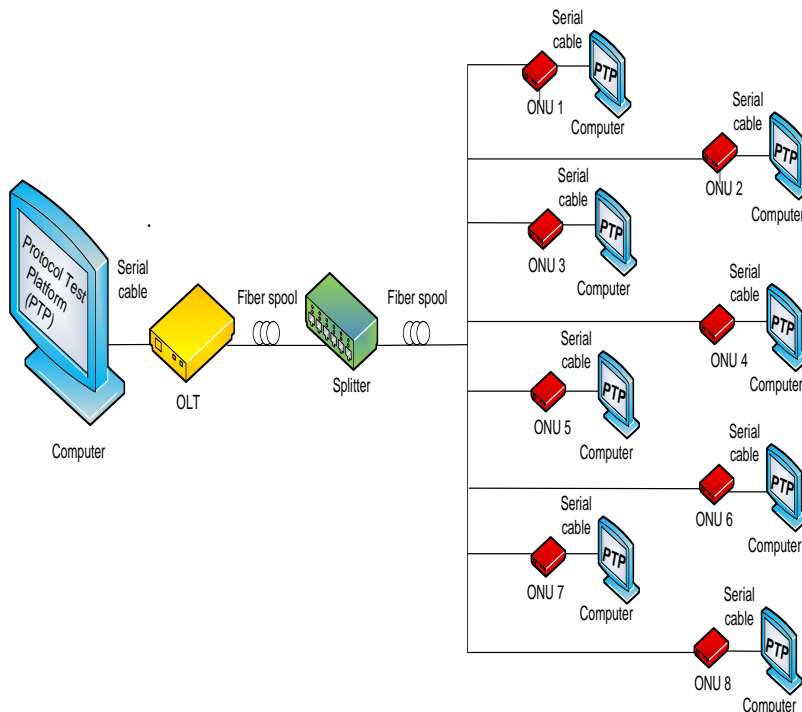 Serial
cable
PTP
ONU 1
Computer
Serial
cable
PTP
ONU 2
Computer
Serial
cable
PTP
ONU 3
Computer
Protocol Test
Platform
(PTP)
Serial
cable
Fiber spool
Fiber spool
OLT
Splitter
Computer
Serial
cable
PTP
ONU 4
Computer
Serial
cable
PTP
ONU 5
Computer
Serial
cable
PTP
ONU 6
Computer
Serial
cable
PTP
ONU 7
Computer
Serial
cable
PTP
ONU 8
Computer